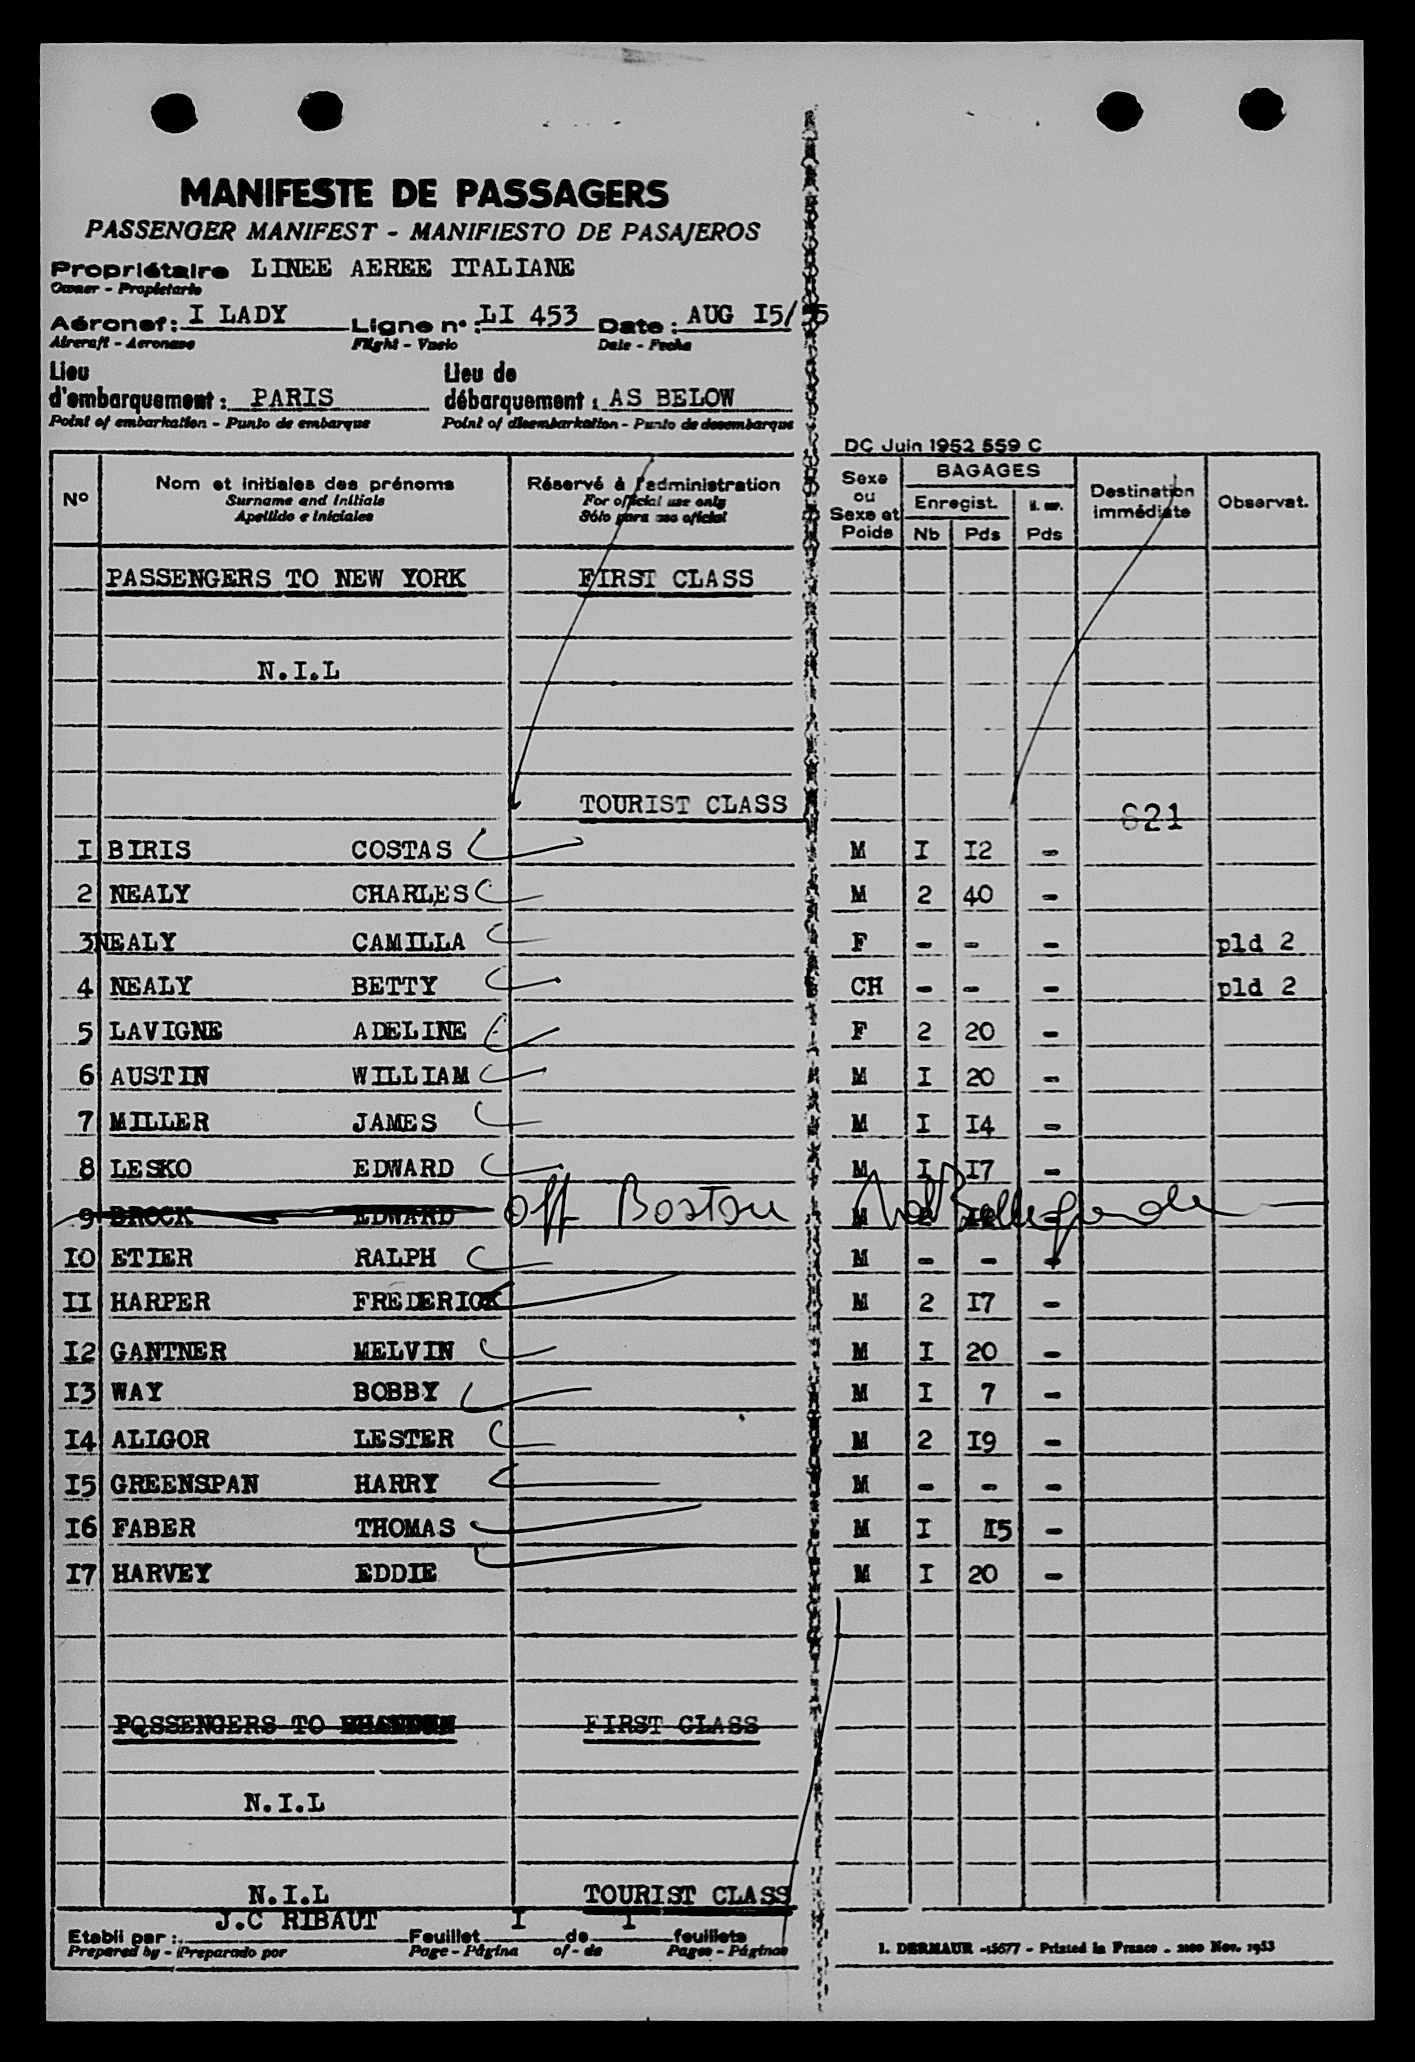 MANIFESTE DE PASSAGERS
PASSENGER MANIFEST - MANIFIESTO DE PASAJEROS
Propriétaire LINEE AEREE ITALIANE
Owner - Propietario
Aéronef: I LADY Ligne n°: LI 453 Date: AUG I5/55
Aircraft - Aeronave Flight - Vuelo Date - Fecha
Lieu d'embarquement: PARIS Lieu de débarquement: AS BELOW
Point of embarkation - Punto de embarque Point of disembarkation - Punto de desembarque
DC Juin 1952 559 C
N° Nom et initiales des prénoms Réservé à l'administration Sexe ou Sexe et Poids BAGAGES Destination immédiate Observat.
Surname and Initials For official use only Enregist.
Apellido e Iniciales Sólo para uso oficial Nb Pds Pds
PASSENGERS TO NEW YORK FIRST CLASS
N.I.L
TOURIST CLASS
821
I BIRIS COSTAS M I I2 -
2 NEALY CHARLES M 2 40 -
3 NEALY CAMILLA F - - - pld 2
4 NEALY BETTY CH - - - pld 2
5 LAVIGNE ADELINE F 2 20 -
6 AUSTIN WILLIAM M I 20 -
7 MILLER JAMES M I I4 -
8 LESKO EDWARD M I I7 -
9 BROCK EDWARD Off Boston M
I0 ETIER RALPH M - - -
II HARPER FREDERICK M 2 I7 -
I2 GANTNER MELVIN M I 20 -
I3 WAY BOBBY M I 7 -
I4 ALIGOR LESTER M 2 I9 -
I5 GREENSPAN HARRY M - - -
I6 FABER THOMAS M I I5 -
I7 HARVEY EDDIE M I 20 -
PQSSENGERS TO FIRST CLASS
N.I.L
N.I.L TOURIST CLASS
Etabli par: J.C RIBAUT Feuillet I de 1 feuillets
Prepared by - Preparado por Page - Página of - de Pages - Páginas
I. DERMAUR -15677 - Printed in France - 2100 Nov. 1953